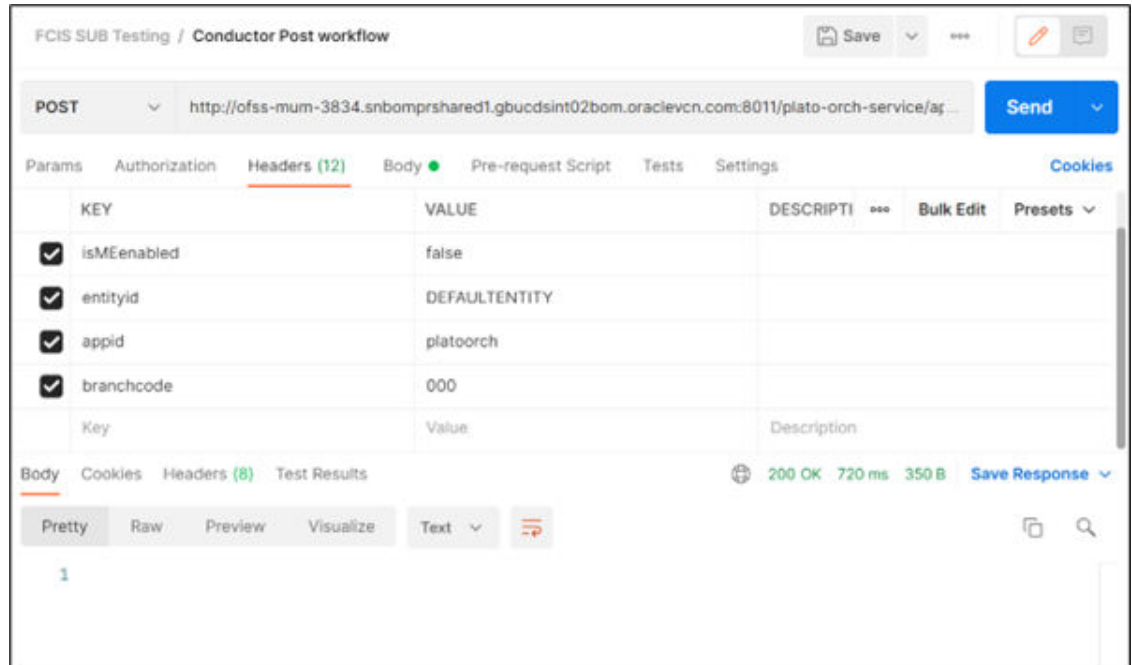 FCIS SUB Testing / Conductor Post workflow Save
POST http://ofss-mum-3834.snbomprshared1.gbucdsint02bom.oraclevcn.com:8011/plato-orch-service/ap... Send
Params Authorization Headers (12) Body Pre-request Script Tests Settings Cookies
KEY VALUE DESCRIPTI Bulk Edit Presets
isMEenabled false
entityid DEFAULTENTITY
appid platoorch
branchcode 000
Key Value Description
Body Cookies Headers (8) Test Results 200 OK 720 ms 350 B Save Response
Pretty Raw Preview Visualize Text
1